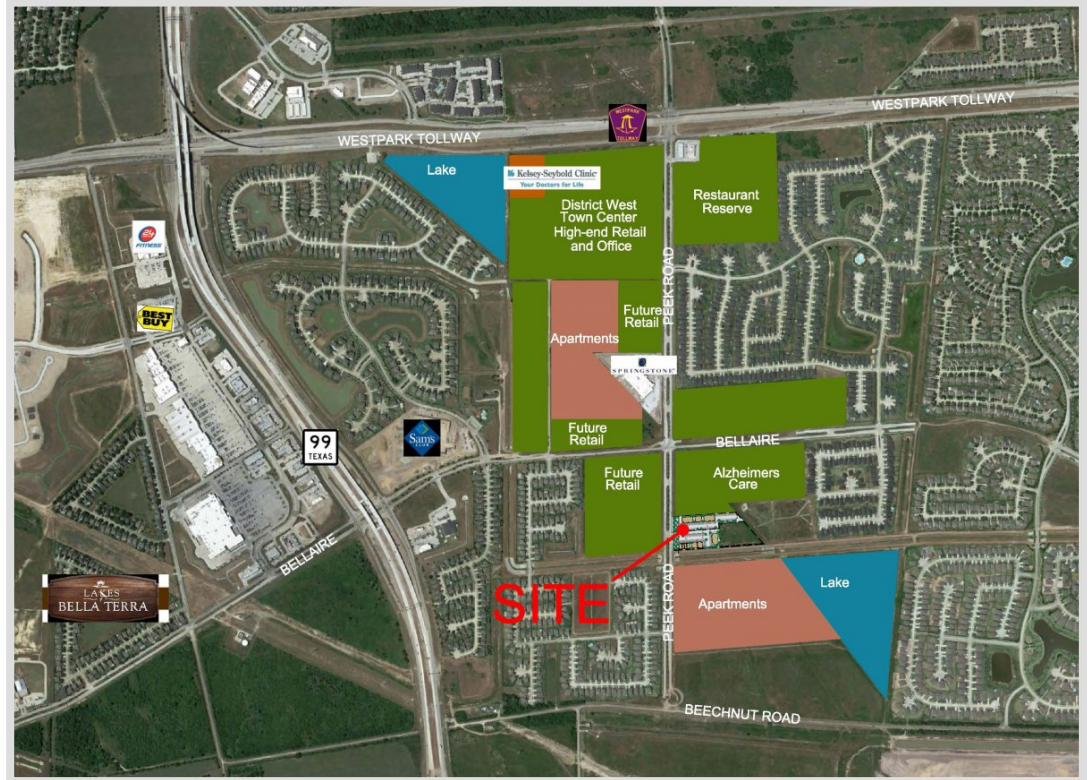 WESTPARK TOLLWAY
WESTPARK
TOLLWAY
WESTPARK TOLLWAY
Lake
Kelsey-Seybold Clinic
Your Doctors for Life
District West
Town Center
High-end Retail
and Office
Restaurant
Reserve
PEEK ROAD
24
FITNESS
BEST
BUY
Apartments
Future
Retail
SPRINGSTONE
99
TEXAS
Sam's
CLUB
Future
Retail
BELLAIRE
Future
Retail
Alzheimers
Care
BELLAIRE
LAKES
of
BELLA TERRA
SITE
PEEK ROAD
Apartments
Lake
BEECHNUT ROAD